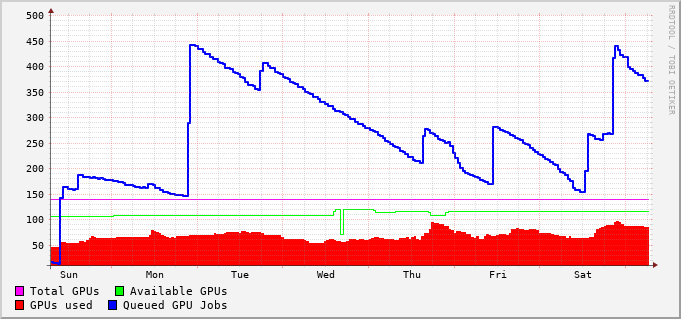 500
450
400
350
300
250
200
150
100
50
Sun Mon Tue Wed Thu Fri Sat
Total GPUs Available GPUs
GPUs used Queued GPU Jobs
RRDTOOL / TOBI OETIKER